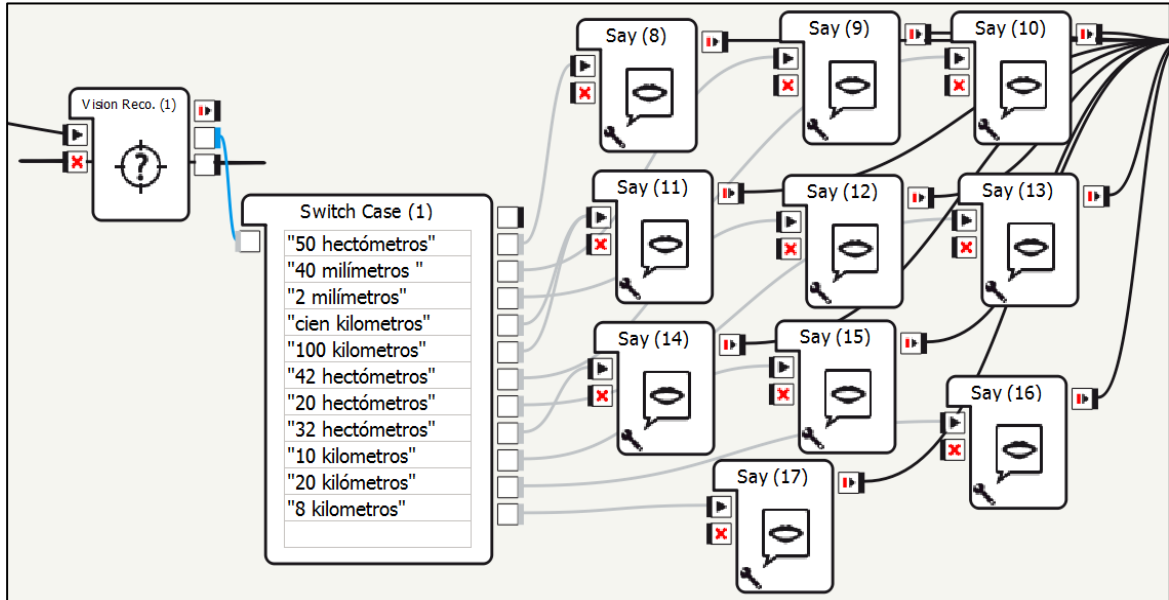 Say (8)
Say (9)
Say (10)
Vision Reco. (1)
Say (11)
Say (12)
Say (13)
Switch Case (1)
"50 hectómetros"
"40 milímetros "
"2 milímetros"
"cien kilometros"
"100 kilometros"
"42 hectómetros"
"20 hectómetros"
"32 hectómetros"
"10 kilometros"
"20 kilómetros"
"8 kilometros"
Say (14)
Say (15)
Say (16)
Say (17)